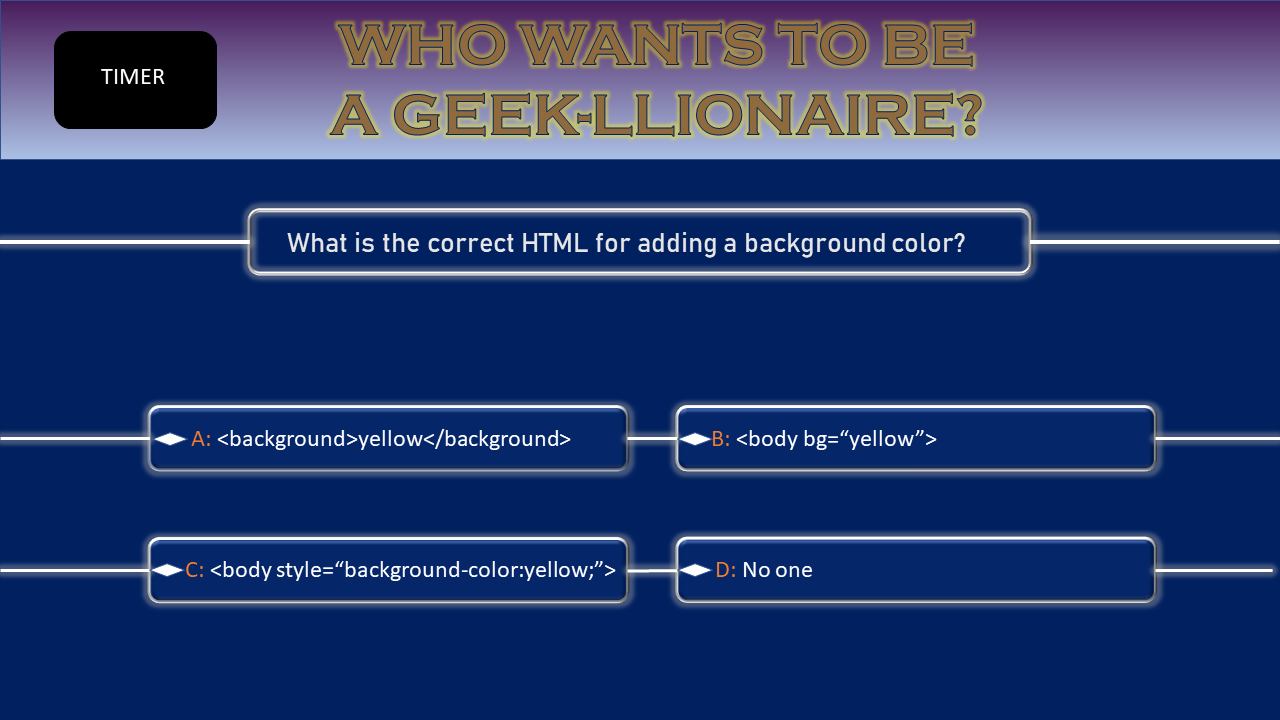 TIMER
WHO WANTS TO BE
A GEEK-LLIONAIRE?
What is the correct HTML for adding a background color?
A: <background>yellow</background>
B: <body bg=“yellow”>
C: <body style=“background-color:yellow;”>
D: No one